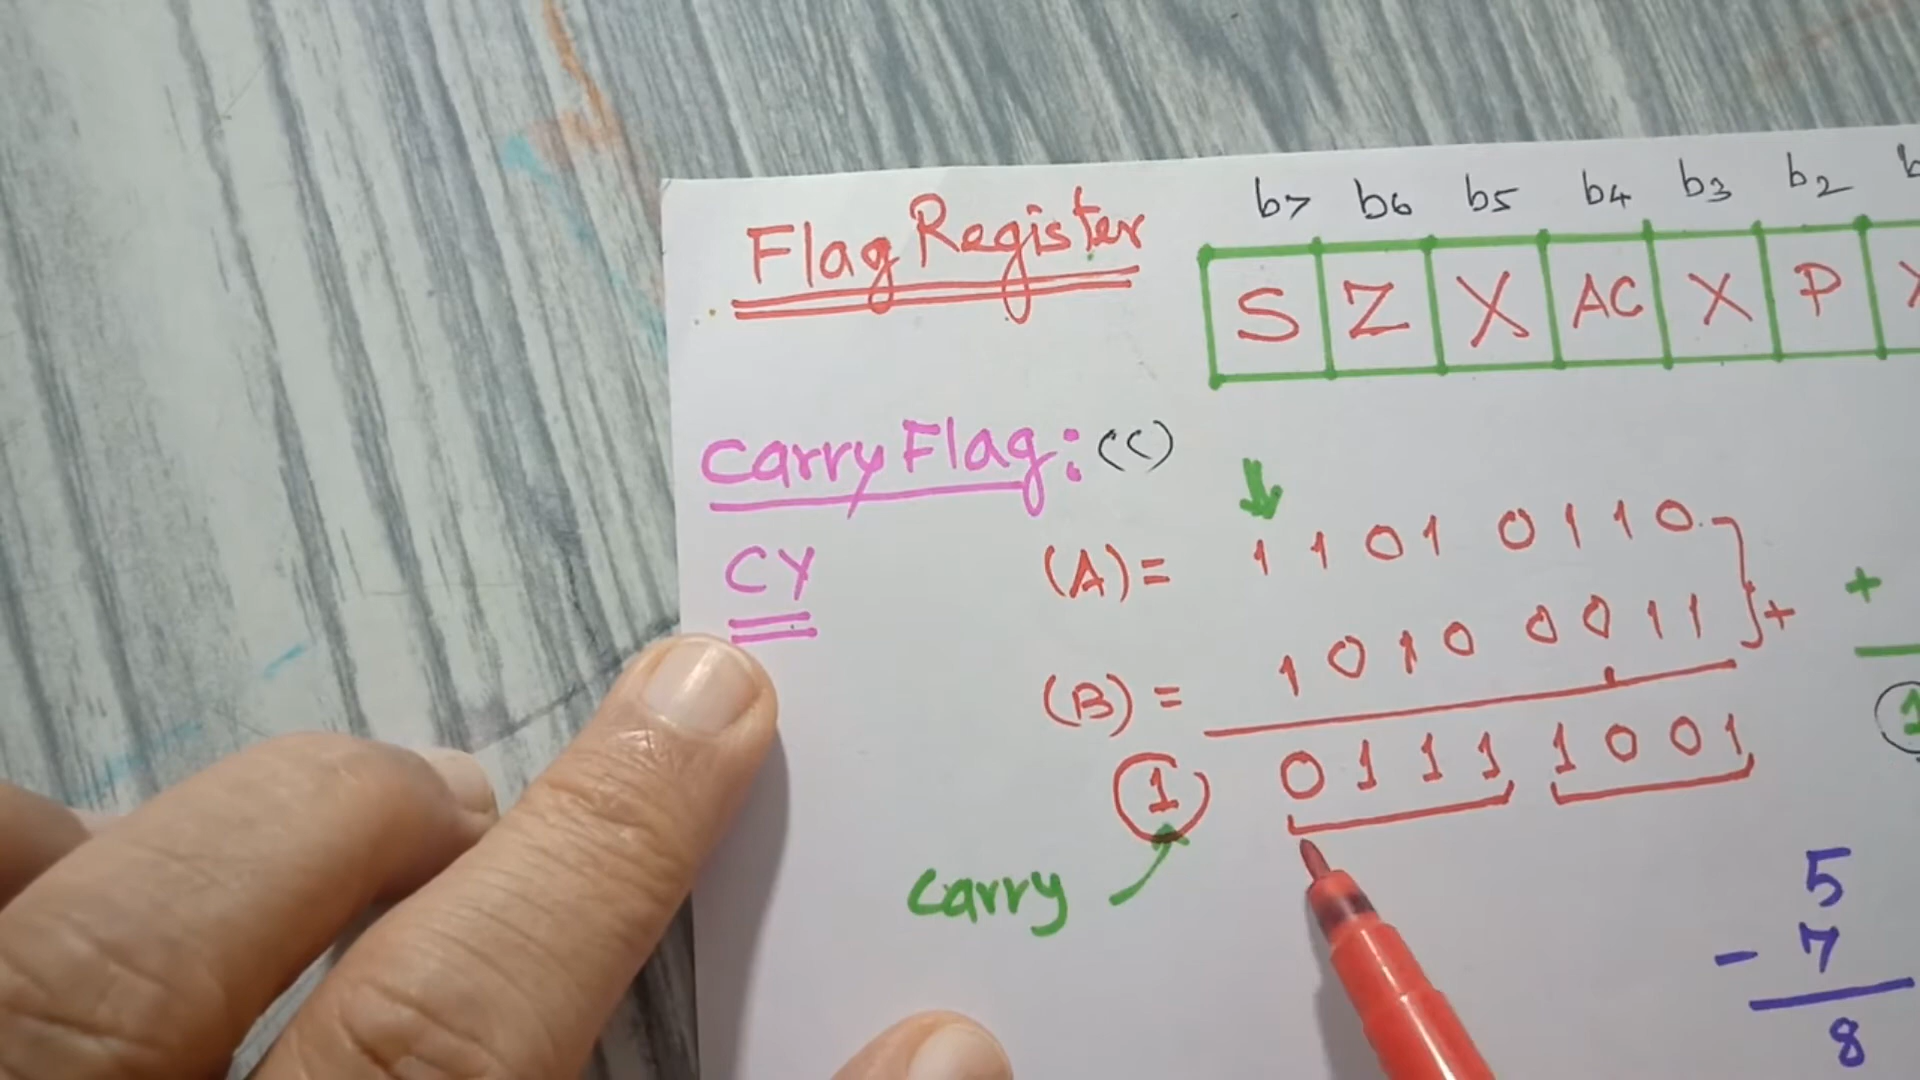 b7 b6 b5 b4 b3 b2 b
Flag Register
S Z X AC X P X
Carry Flag: (C)
CY
(A) = 1 1 0 1 0 1 1 0
+
(B) = 1 0 1 0 0 0 1 1
+
1 0 1 1 1 1 0 0 1
1
Carry
5
- 7
8